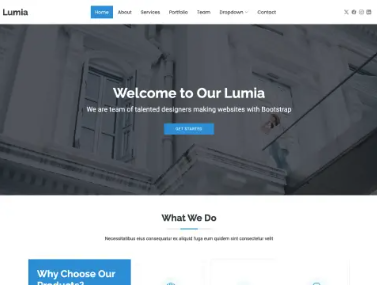 Lumia
Home About Services Portfolio Team Dropdown Contact
Welcome to Our Lumia
We are team of talented designers making websites with Bootstrap
GET STARTED
What We Do
Necessitatibus eius consequatur ex aliquid fuga eum quidem sint consectetur velit
Why Choose Our
Products?